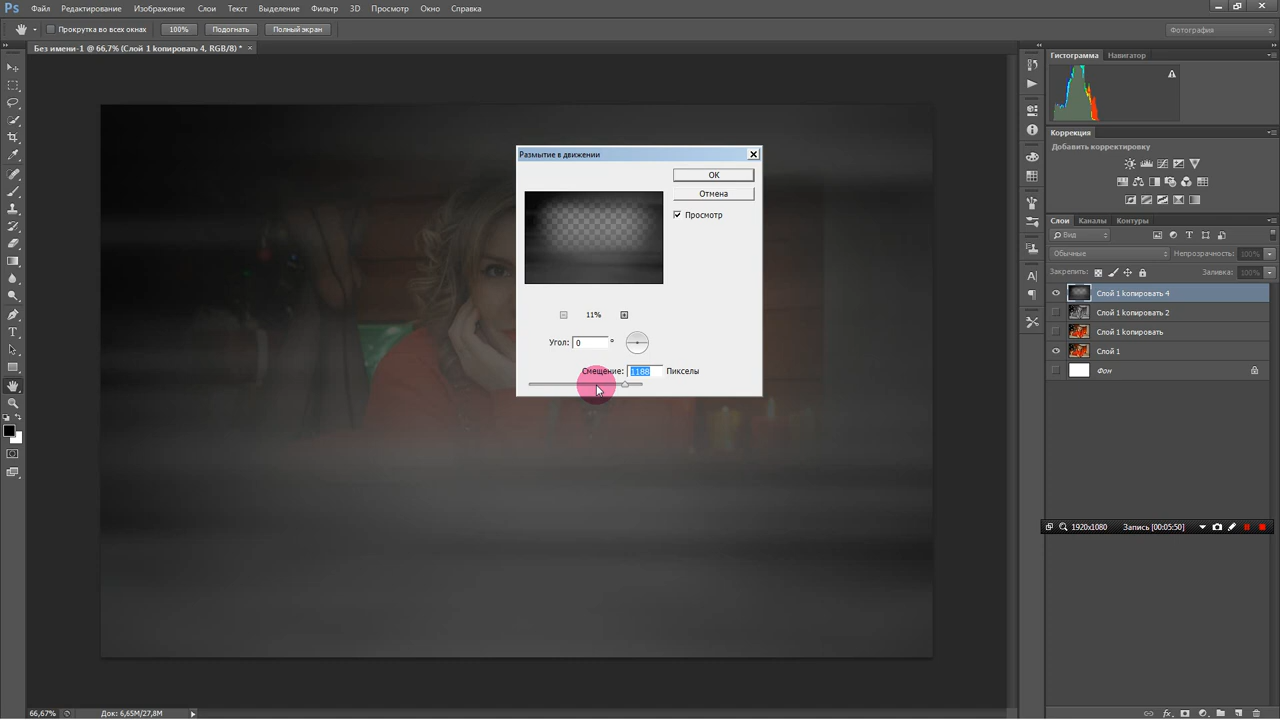 Ps Файл Редактирование Изображение Слои Текст Выделение Фильтр 3D Просмотр Окно Справка
Прокрутка во всех окнах 100% Подогнать Полный экран Фотография
Без имени-1 @ 66,7% (Слой 1 копировать 4, RGB/8) * ×
Гистограмма Навигатор
Коррекция
Добавить корректировку
Слои Каналы Контуры
Вид
Обычные Непрозрачность: 100%
Закрепить: Заливка: 100%
Слой 1 копировать 4
Слой 1 копировать 2
Слой 1 копировать
Слой 1
Фон
Размытие в движении
OK
Отмена
Просмотр
11%
Угол: 0 °
Смещение: 1188 Пикселы
1920x1080 Запись [00:05:50]
66,67% Док: 6,65M/27,8M